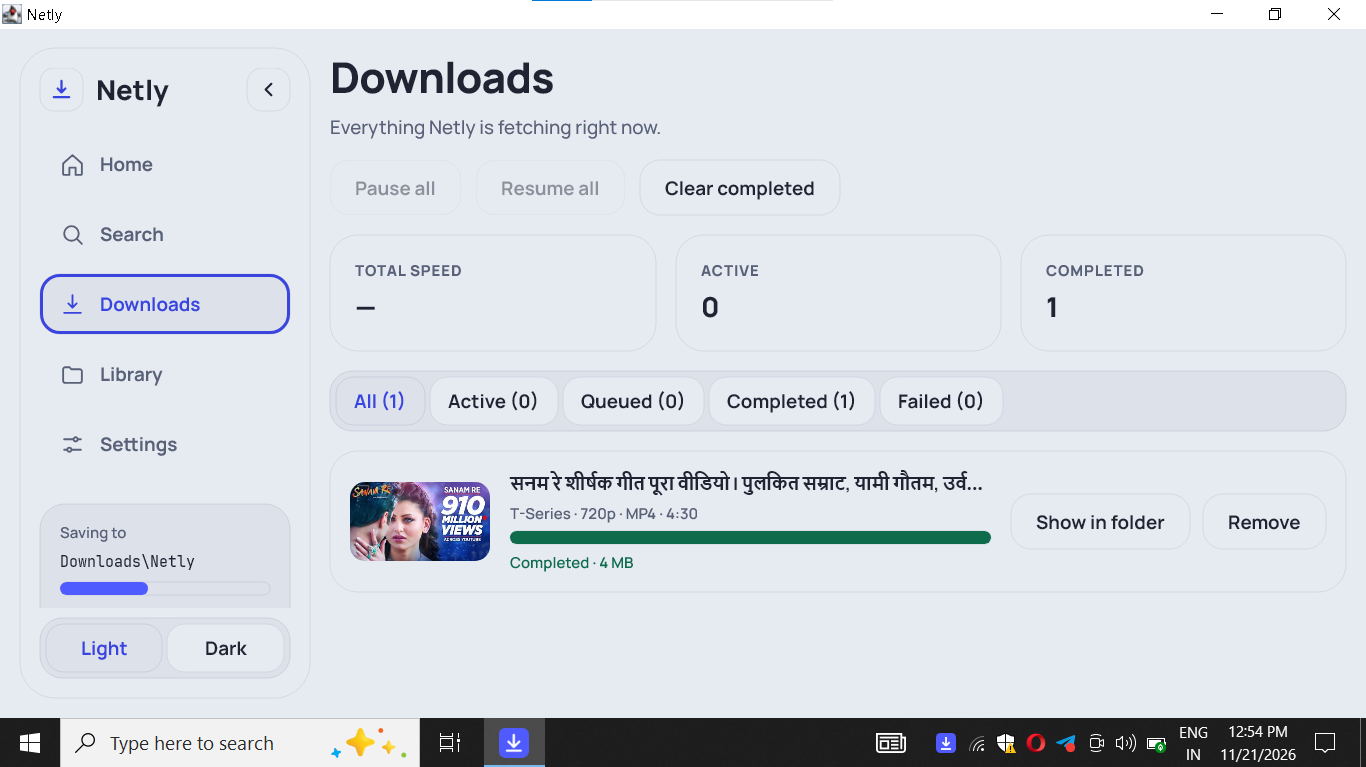 Netly
Netly
Home
Search
Downloads
Library
Settings
Saving to
Downloads\Netly
Light
Dark
Downloads
Everything Netly is fetching right now.
Pause all
Resume all
Clear completed
TOTAL SPEED
—
ACTIVE
0
COMPLETED
1
All (1)
Active (0)
Queued (0)
Completed (1)
Failed (0)
SANAM RE
SANAM RE
910
MILLION
VIEWS
ACROSS YOUTUBE
सनम रे शीर्षक गीत पूरा वीडियो। पुलकित सम्राट, यामी गौतम, उर्व...
T-Series · 720p · MP4 · 4:30
Completed · 4 MB
Show in folder
Remove
Type here to search
ENG
IN
12:54 PM
11/21/2026